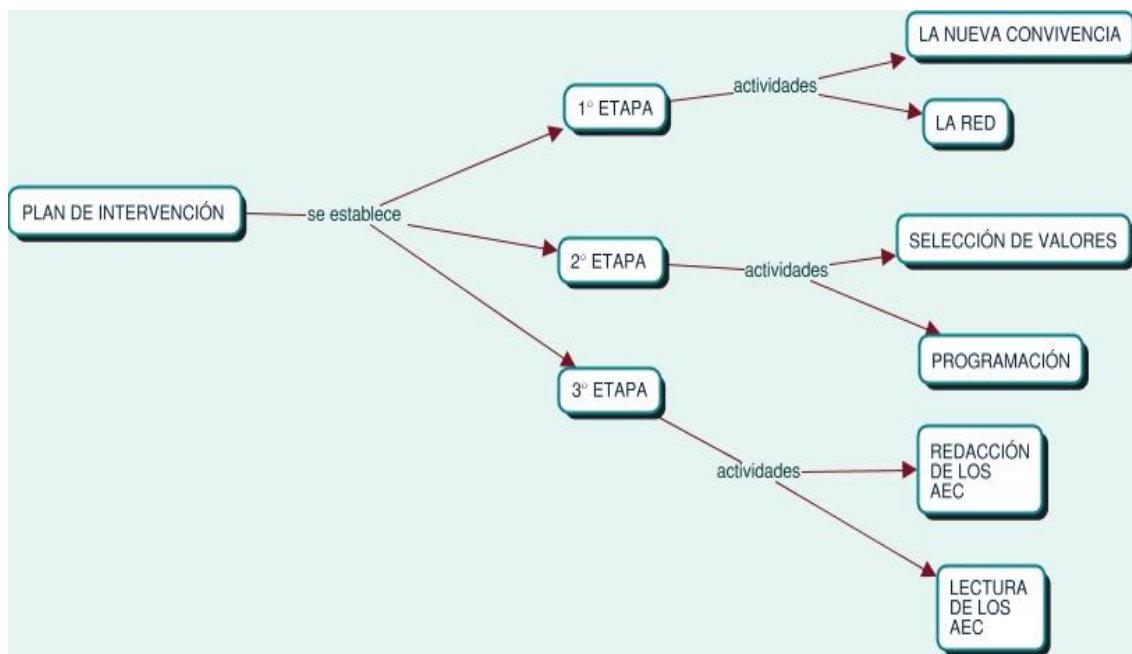 PLAN DE INTERVENCIÓN
se establece
1° ETAPA
actividades
LA NUEVA CONVIVENCIA
LA RED
2° ETAPA
actividades
SELECCIÓN DE VALORES
PROGRAMACIÓN
3° ETAPA
actividades
REDACCIÓN
DE LOS
AEC
LECTURA
DE LOS
AEC